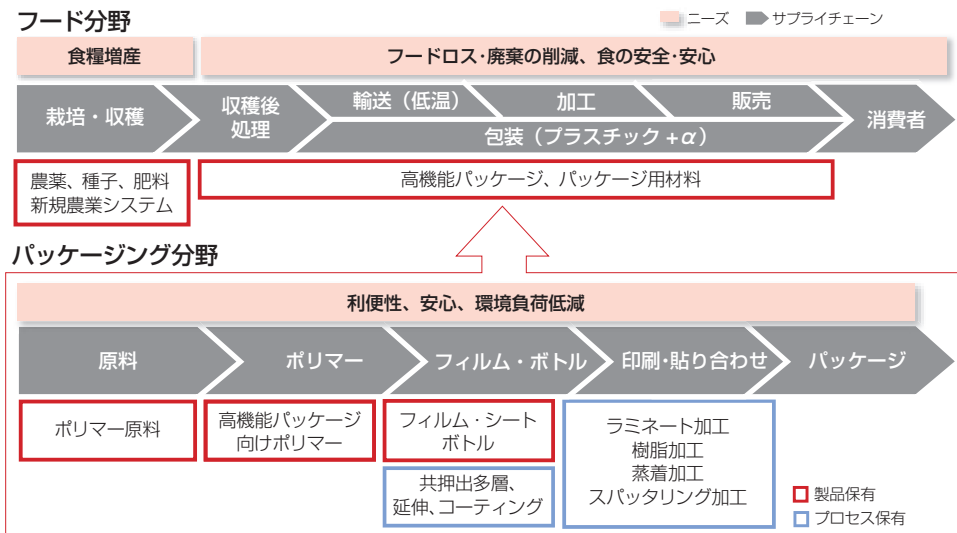 フード分野
ニーズ
サプライチェーン
食糧増産
フードロス・廃棄の削減、食の安全・安心
栽培・収穫
収穫後
処理
輸送（低温）
加工
販売
包装（プラスチック+α）
消費者
農薬、種子、肥料
新規農業システム
高機能パッケージ、パッケージ用材料
パッケージング分野
利便性、安心、環境負荷低減
原料
ポリマー
フィルム・ボトル
印刷・貼り合わせ
パッケージ
ポリマー原料
高機能パッケージ
向けポリマー
フィルム・シート
ボトル
共押出多層、
延伸、コーティング
ラミネート加工
樹脂加工
蒸着加工
スパッタリング加工
製品保有
プロセス保有